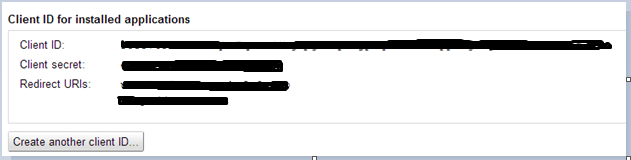 Client ID for installed applications
Client ID:
Client secret:
Redirect URIs:
Create another client ID...